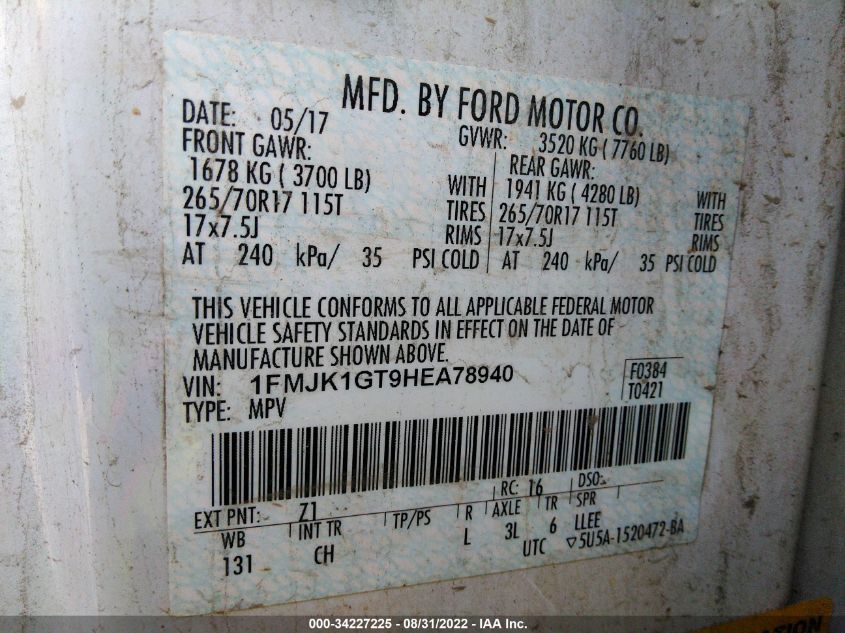 MFD. BY FORD MOTOR CO.
DATE: 05/17 GVWR: 3520 KG ( 7760 LB)
FRONT GAWR: REAR GAWR:
1678 KG ( 3700 LB) WITH 1941 KG ( 4280 LB) WITH
265/70R17 115T TIRES 265/70R17 115T TIRES
17x7.5J RIMS 17x7.5J RIMS
AT 240 kPa/ 35 PSI COLD AT 240 kPa/ 35 PSI COLD
THIS VEHICLE CONFORMS TO ALL APPLICABLE FEDERAL MOTOR
VEHICLE SAFETY STANDARDS IN EFFECT ON THE DATE OF
MANUFACTURE SHOWN ABOVE.
VIN: 1FMJK1GT9HEA78940 F0384
TYPE: MPV T0421
EXT PNT: Z1 RC: 16 DSO:
WB INT TR TP/PS R AXLE TR SPR
131 CH L 3L 6 LLEE
UTC ▽5U5A-1520472-BA
000-34227225 - 08/31/2022 - IAA Inc.